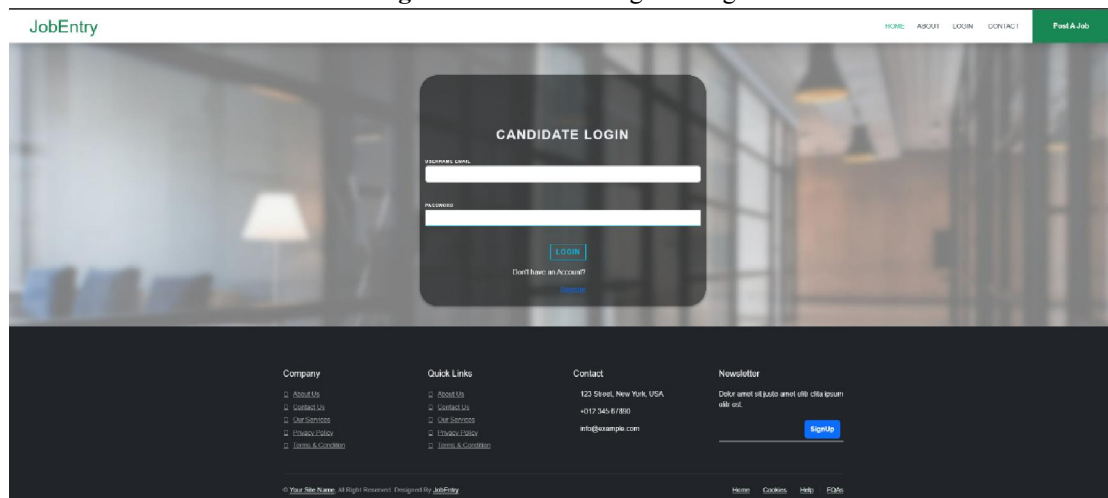 JobEntry
HOME ABOUT LOGIN CONTACT Post A Job
CANDIDATE LOGIN
USERNAME EMAIL
PASSWORD
LOGIN
Don't have an Account?
Company
About Us
Contact Us
Our Services
Privacy Policy
Terms & Condition
Quick Links
About Us
Contact Us
Our Services
Privacy Policy
Terms & Condition
Contact
123 Street, New York, USA
+012 345 67890
info@example.com
Newsletter
Dolor amet sit justo amet elitr clita ipsum
elitr est.
SignUp
© Your Site Name, All Right Reserved. Designed By JobEntry
Home Cookies Help FQAs